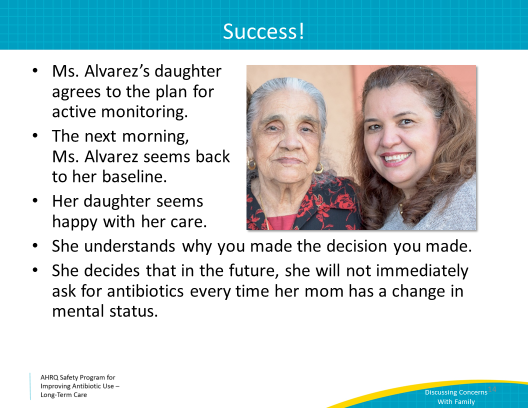 Success!
• Ms. Alvarez’s daughter
agrees to the plan for
active monitoring.
• The next morning,
Ms. Alvarez seems back
to her baseline.
• Her daughter seems
happy with her care.
• She understands why you made the decision you made.
• She decides that in the future, she will not immediately
ask for antibiotics every time her mom has a change in
mental status.
AHRQ Safety Program for
Improving Antibiotic Use –
Long-Term Care
Discussing Concerns
With Family